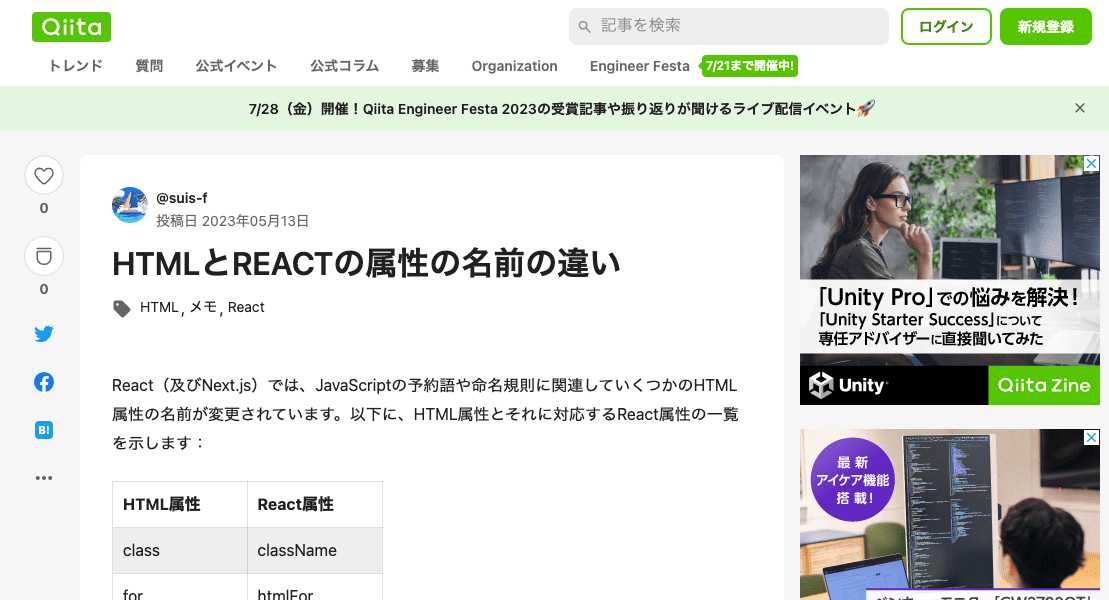 Qiita
記事を検索
ログイン
新規登録
トレンド 質問 公式イベント 公式コラム 募集 Organization Engineer Festa 7/21まで開催中!
7/28（金）開催！Qiita Engineer Festa 2023の受賞記事や振り返りが聞けるライブ配信イベント🚀
0
0
B!
@suis-f
投稿日 2023年05月13日
HTMLとREACTの属性の名前の違い
HTML, メモ, React
React（及びNext.js）では、JavaScriptの予約語や命名規則に関連していくつかのHTML
属性の名前が変更されています。以下に、HTML属性とそれに対応するReact属性の一覧
を示します：
HTML属性 React属性
class className
for htmlFor
「Unity Pro」での悩みを解決！
「Unity Starter Success」について
専任アドバイザーに直接聞いてみた
Unity
Qiita Zine
最新
アイケア機能
搭載！